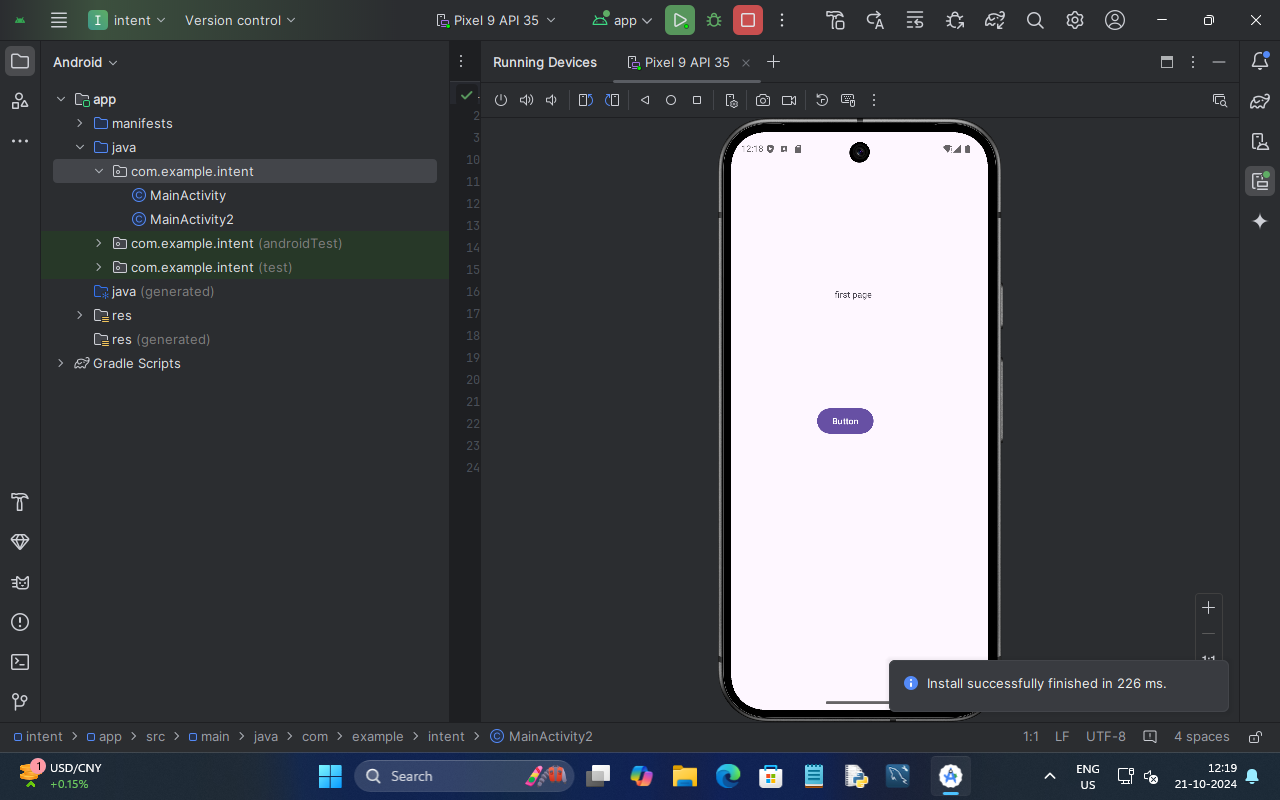 I intent Version control Pixel 9 API 35 app
Android
Running Devices Pixel 9 API 35
app
manifests
java
com.example.intent
MainActivity
MainActivity2
com.example.intent (androidTest)
com.example.intent (test)
java (generated)
res
res (generated)
Gradle Scripts
2
3
10
11
12
13
14
15
16
17
18
19
20
21
22
23
24
12:18
first page
Button
1:1
Install successfully finished in 226 ms.
intent > app > src > main > java > com > example > intent > MainActivity2
1:1 LF UTF-8 4 spaces
1 USD/CNY
+0.15%
Search
ENG
US
12:19
21-10-2024